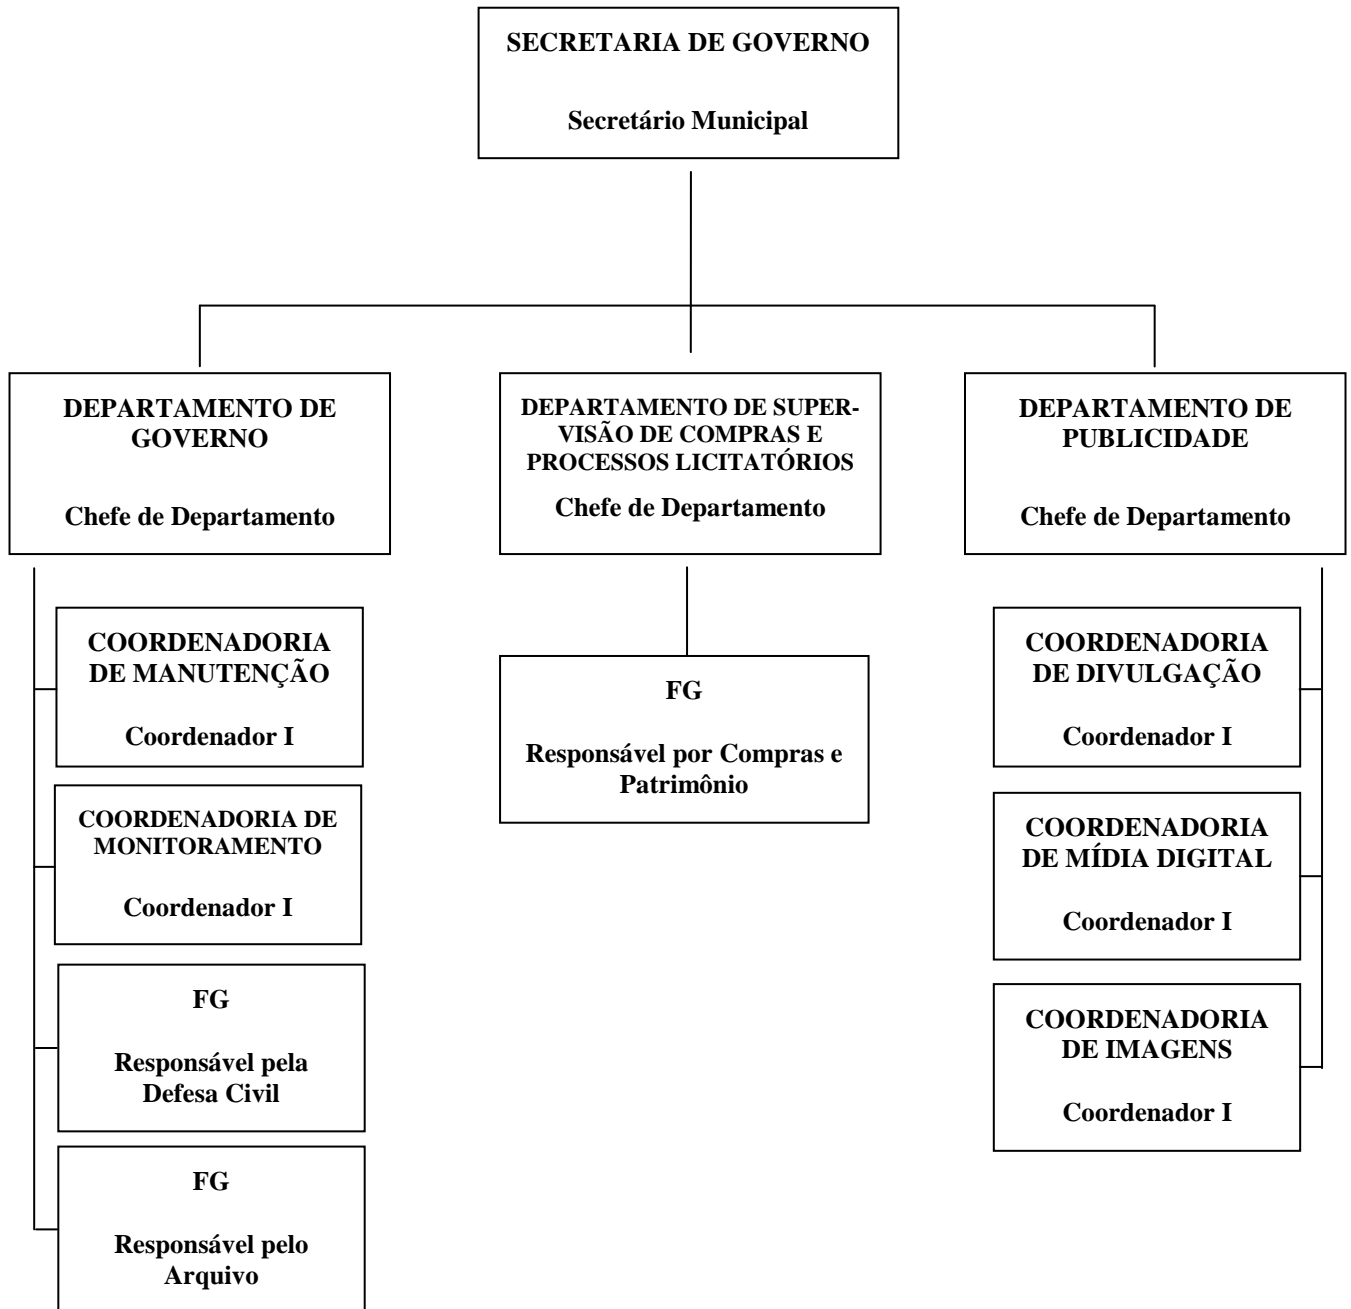 SECRETARIA DE GOVERNO
Secretário Municipal
DEPARTAMENTO DE
GOVERNO
Chefe de Departamento
DEPARTAMENTO DE SUPER-
VISÃO DE COMPRAS E
PROCESSOS LICITATÓRIOS
Chefe de Departamento
DEPARTAMENTO DE
PUBLICIDADE
Chefe de Departamento
COORDENADORIA
DE MANUTENÇÃO
Coordenador I
COORDENADORIA DE
MONITORAMENTO
Coordenador I
FG
Responsável pela
Defesa Civil
FG
Responsável pelo
Arquivo
FG
Responsável por Compras e
Patrimônio
COORDENADORIA
DE DIVULGAÇÃO
Coordenador I
COORDENADORIA
DE MÍDIA DIGITAL
Coordenador I
COORDENADORIA
DE IMAGENS
Coordenador I